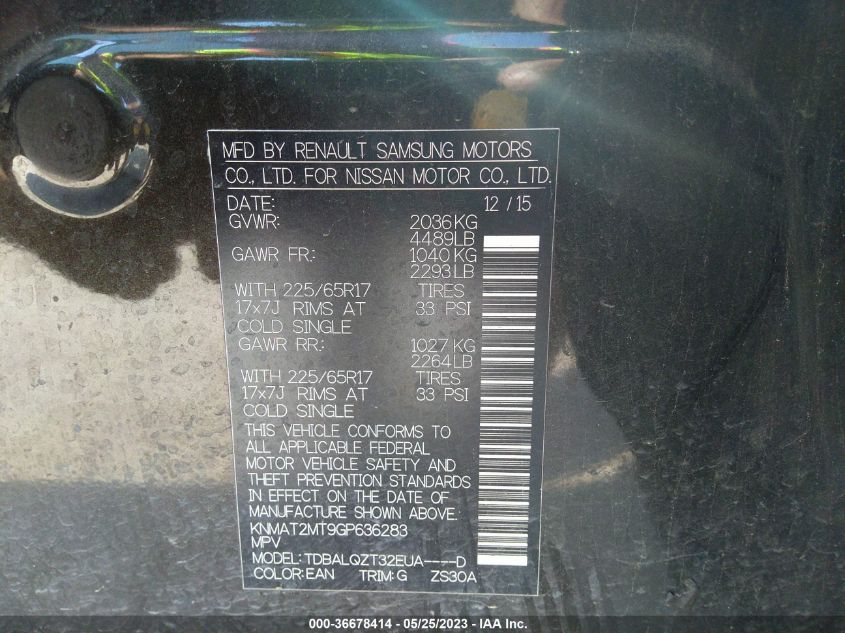 MFD BY RENAULT SAMSUNG MOTORS
CO., LTD. FOR NISSAN MOTOR CO., LTD.
DATE: 12 / 15
GVWR: 2036KG
4489LB
GAWR FR: 1040KG
2293LB
WITH 225/65R17 TIRES
17x7J RIMS AT 33 PSI
COLD SINGLE
GAWR RR: 1027KG
2264LB
WITH 225/65R17 TIRES
17x7J RIMS AT 33 PSI
COLD SINGLE
THIS VEHICLE CONFORMS TO
ALL APPLICABLE FEDERAL
MOTOR VEHICLE SAFETY AND
THEFT PREVENTION STANDARDS
IN EFFECT ON THE DATE OF
MANUFACTURE SHOWN ABOVE.
KNMAT2MT9GP636283
MPV
MODEL:TDBALQZT32EUA----D
COLOR:EAN TRIM:G ZS30A
000-36678414 - 05/25/2023 - IAA Inc.